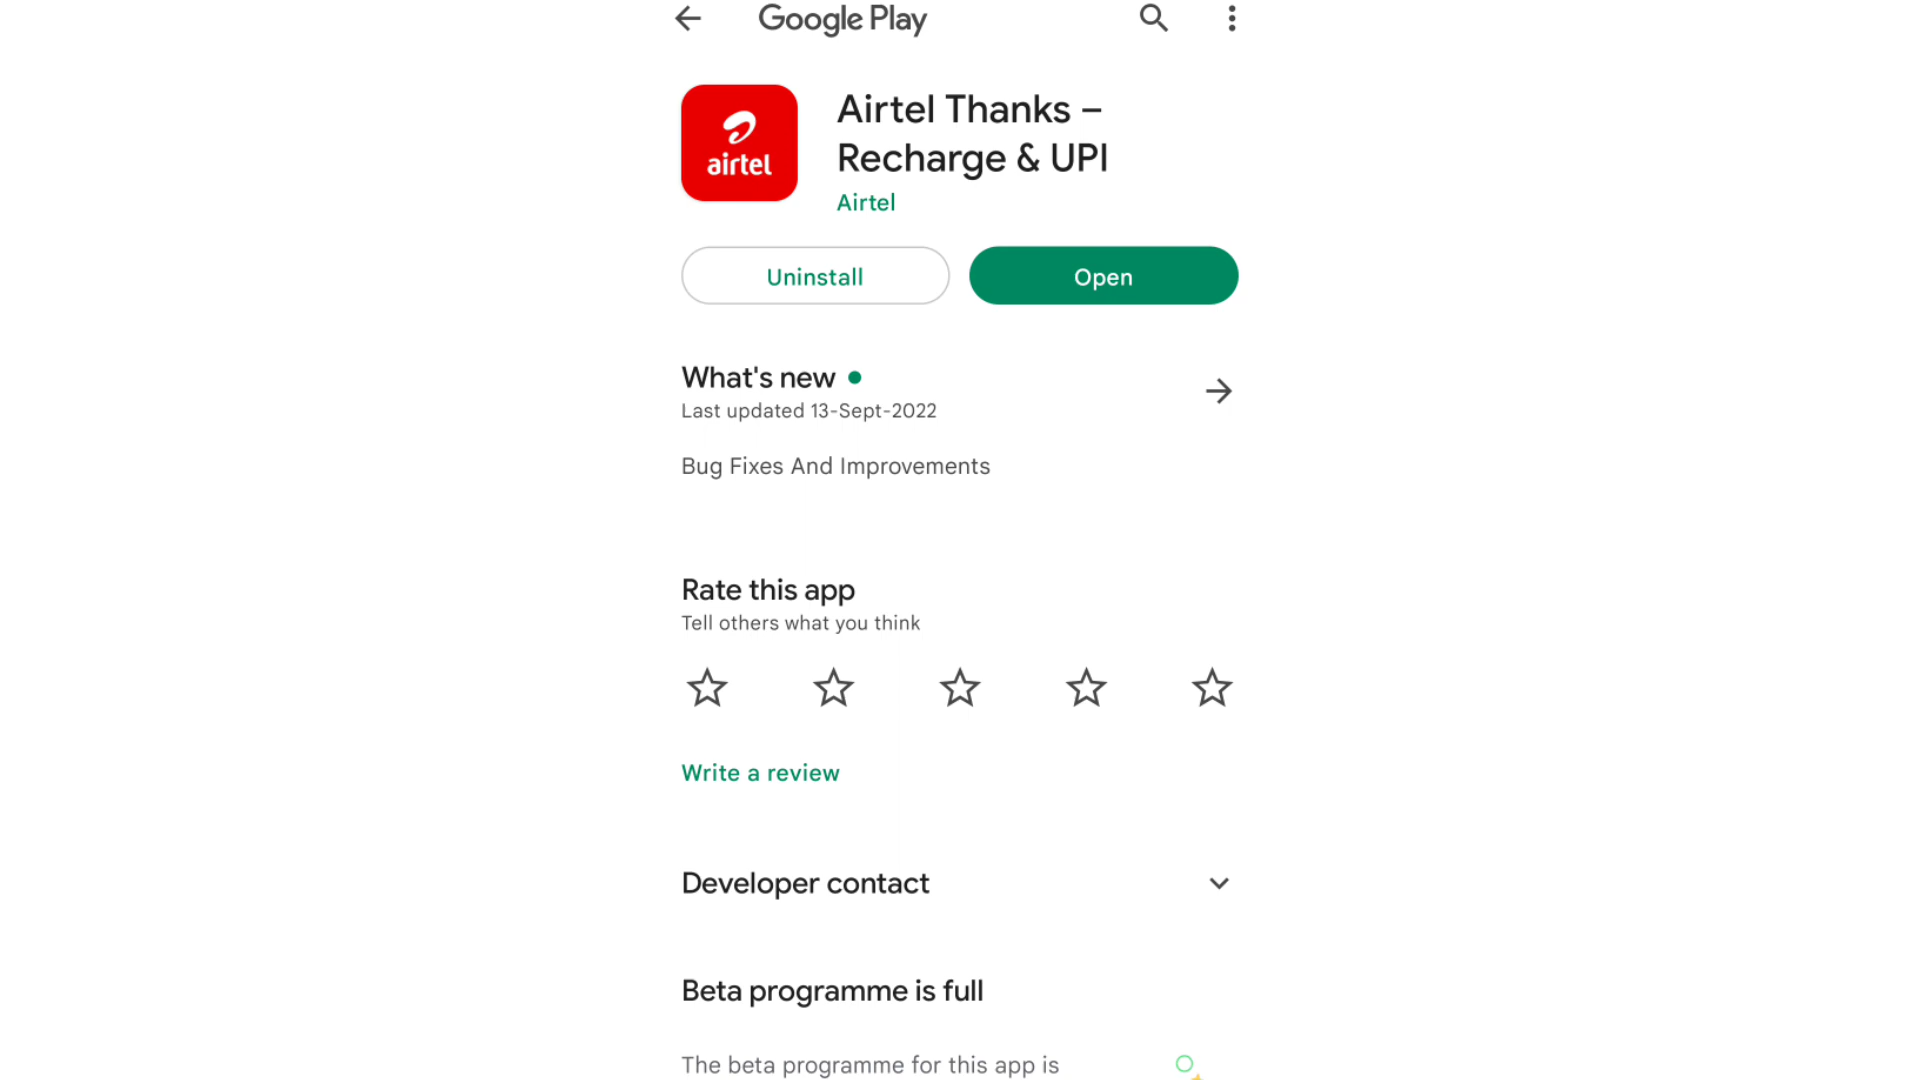 Google Play
airtel
Airtel Thanks –
Recharge & UPI
Airtel
Uninstall
Open
What's new
Last updated 13-Sept-2022
Bug Fixes And Improvements
Rate this app
Tell others what you think
Write a review
Developer contact
Beta programme is full
The beta programme for this app is